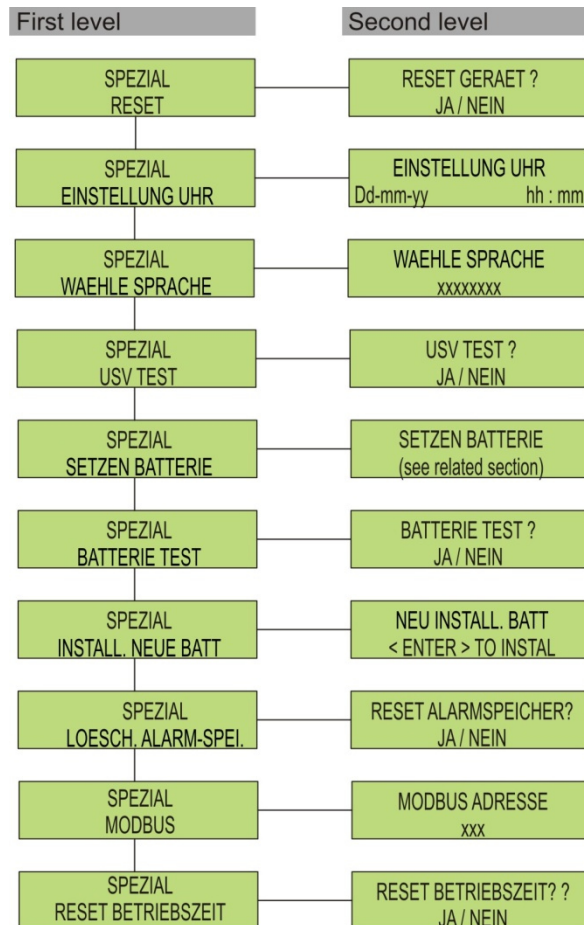 First level
Second level
SPEZIAL
RESET
RESET GERAET ?
JA / NEIN
SPEZIAL
EINSTELLUNG UHR
EINSTELLUNG UHR
Dd-mm-yy hh : mm
SPEZIAL
WAEHLE SPRACHE
WAEHLE SPRACHE
xxxxxxxx
SPEZIAL
USV TEST
USV TEST ?
JA / NEIN
SPEZIAL
SETZEN BATTERIE
SETZEN BATTERIE
(see related section)
SPEZIAL
BATTERIE TEST
BATTERIE TEST ?
JA / NEIN
SPEZIAL
INSTALL. NEUE BATT
NEU INSTALL. BATT
< ENTER > TO INSTAL
SPEZIAL
LOESCH. ALARM-SPEI.
RESET ALARMSPEICHER?
JA / NEIN
SPEZIAL
MODBUS
MODBUS ADRESSE
xxx
SPEZIAL
RESET BETRIEBSZEIT
RESET BETRIEBSZEIT? ?
JA / NEIN